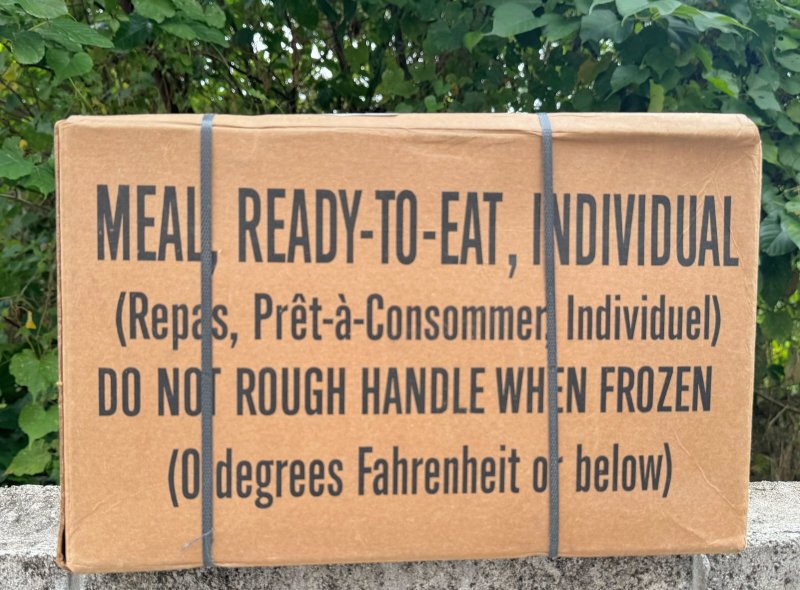 MEAL, READY-TO-EAT, INDIVIDUAL
(Repas, Prêt-à-Consommer, Individuel)
DO NOT ROUGH HANDLE WHEN FROZEN
(0 degrees Fahrenheit or below)